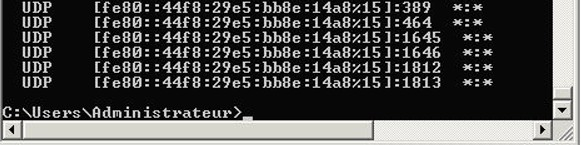 UDP [fe80::44f8:29e5:bb8e:14a8%15]:389 *:*
UDP [fe80::44f8:29e5:bb8e:14a8%15]:464 *:*
UDP [fe80::44f8:29e5:bb8e:14a8%15]:1645 *:*
UDP [fe80::44f8:29e5:bb8e:14a8%15]:1646 *:*
UDP [fe80::44f8:29e5:bb8e:14a8%15]:1812 *:*
UDP [fe80::44f8:29e5:bb8e:14a8%15]:1813 *:*
C:\Users\Administrateur>_